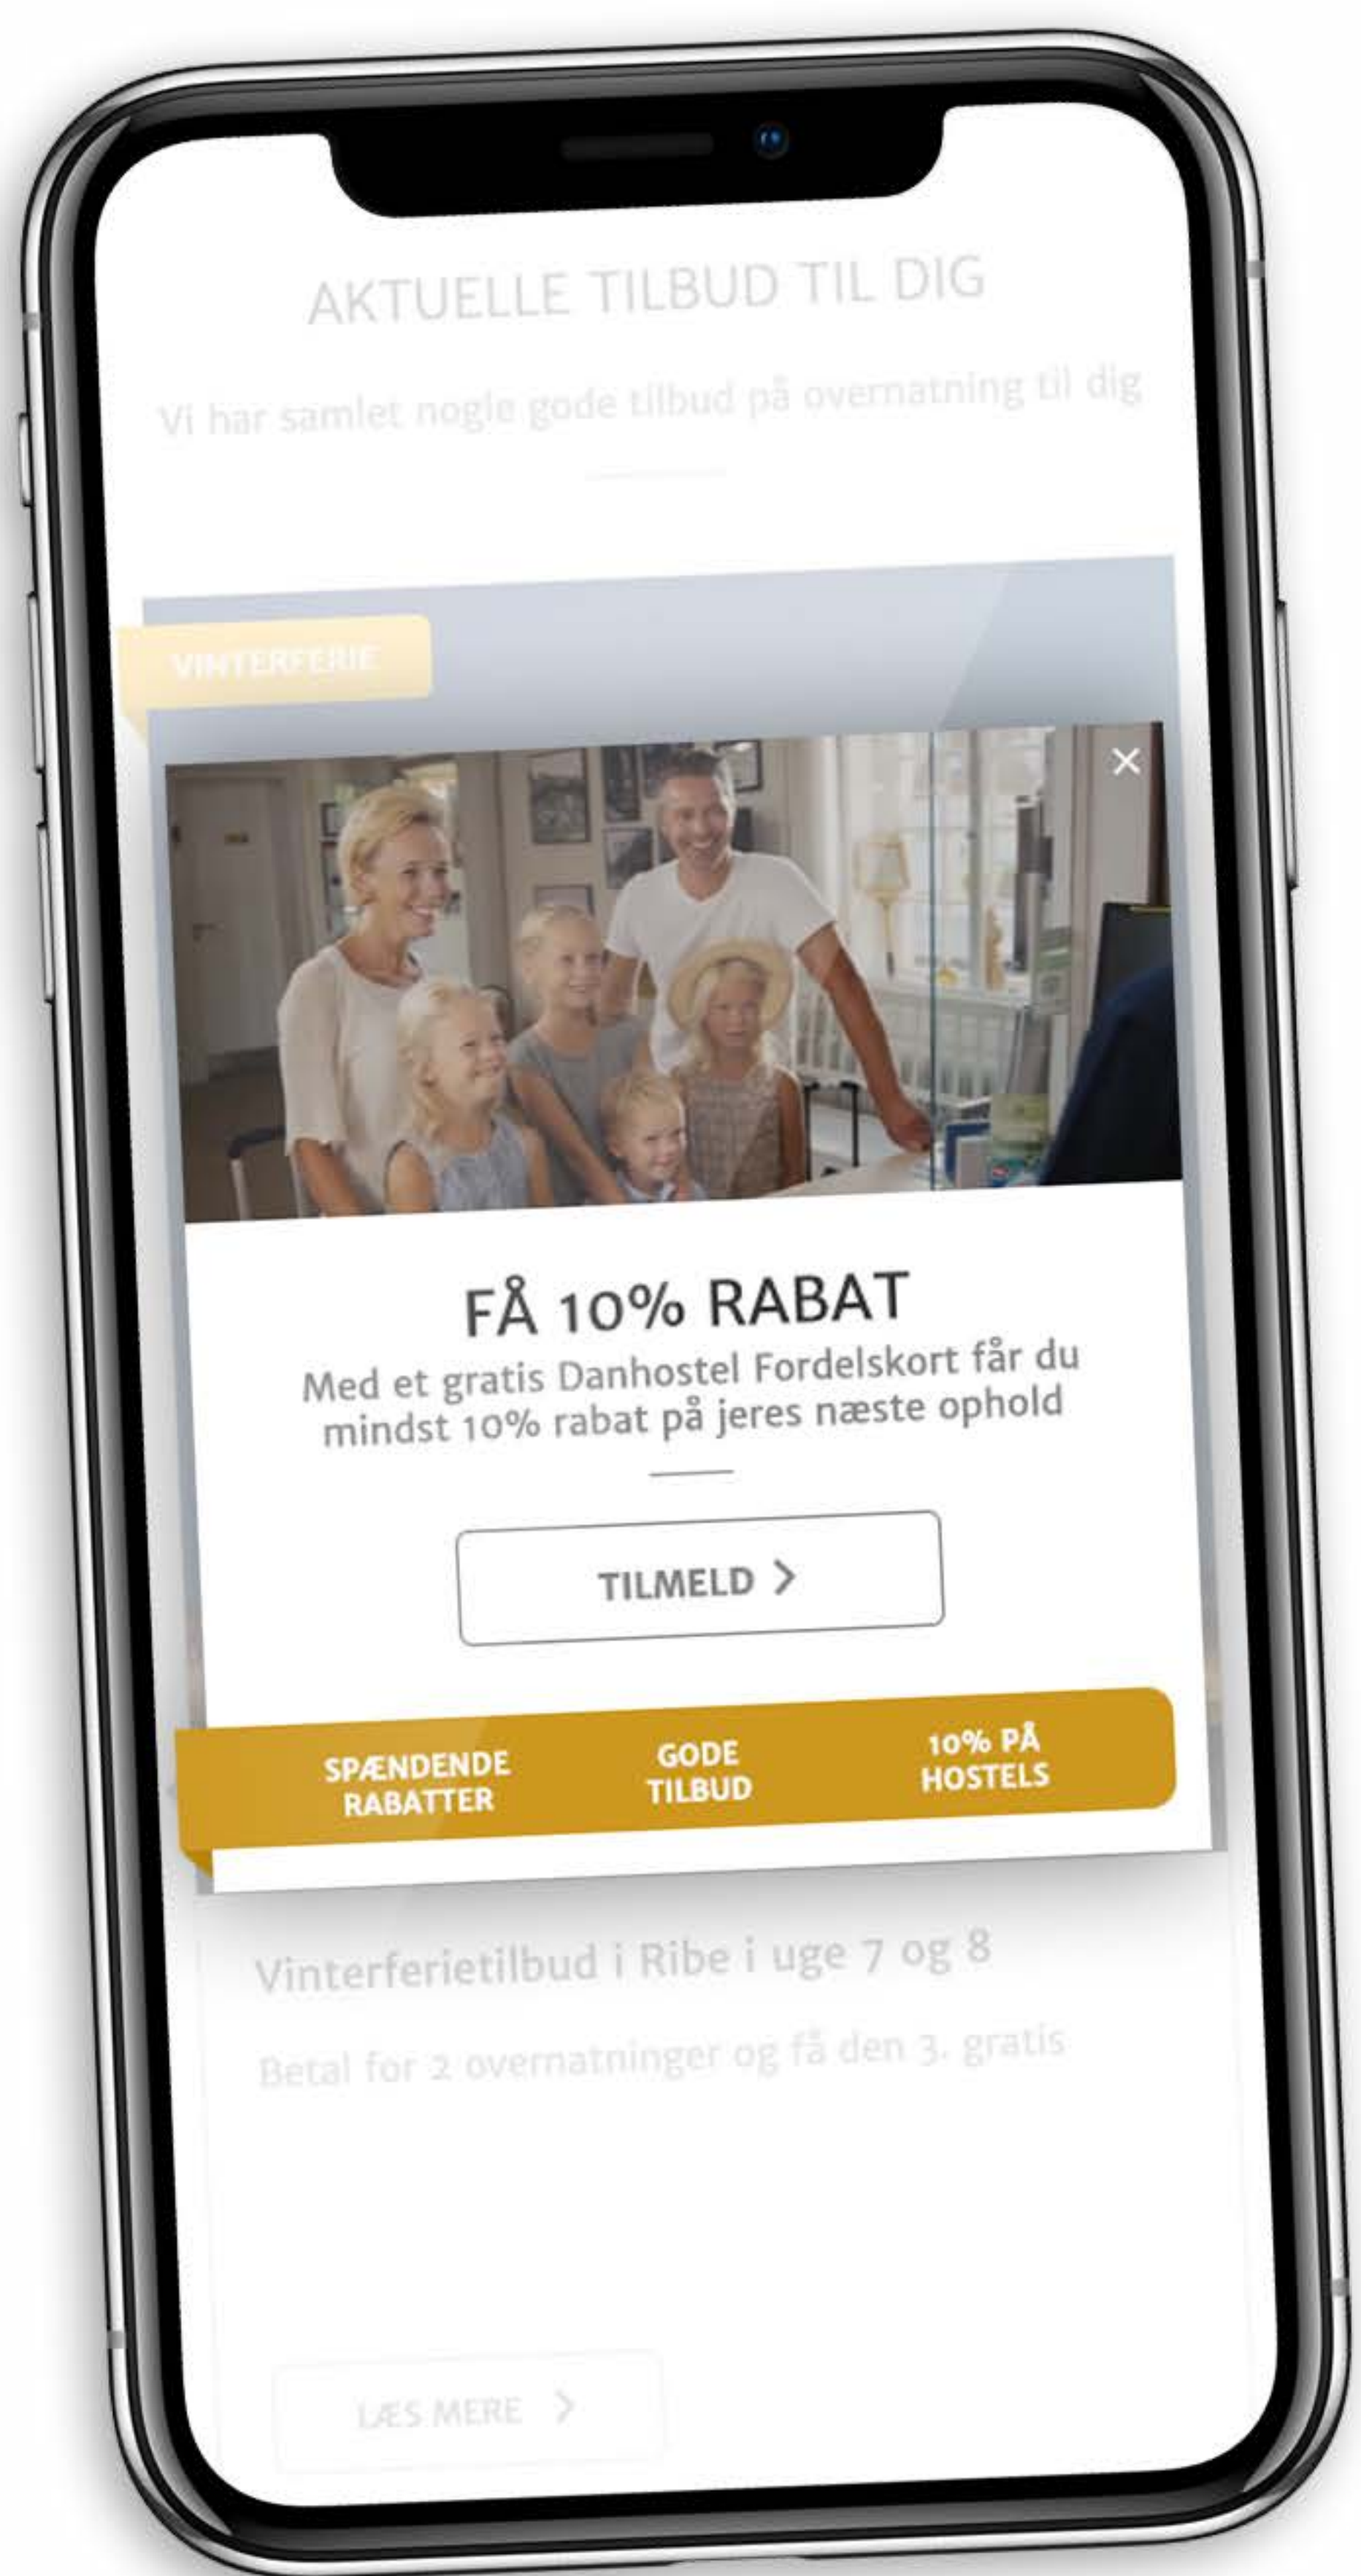 AKTUELLE TILBUD TIL DIG
Vi har samlet nogle gode tilbud på overnatning til dig
VINTERFERIE
FÅ 10% RABAT
Med et gratis Danhostel Fordelskort får du
mindst 10% rabat på jeres næste ophold
TILMELD
SPÆNDENDE
RABATTER
GODE
TILBUD
10% PÅ
HOSTELS
Vinterferietilbud i Ribe i uge 7 og 8
Betal for 2 overnatninger og få den 3. gratis
LÆS MERE